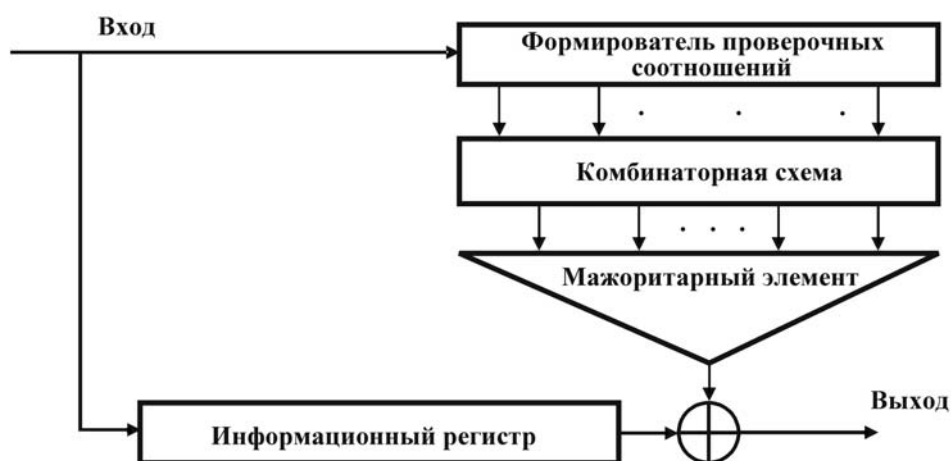 Вход
Формирователь проверочных
соотношений
Комбинаторная схема
Мажоритарный элемент
Выход
Информационный регистр